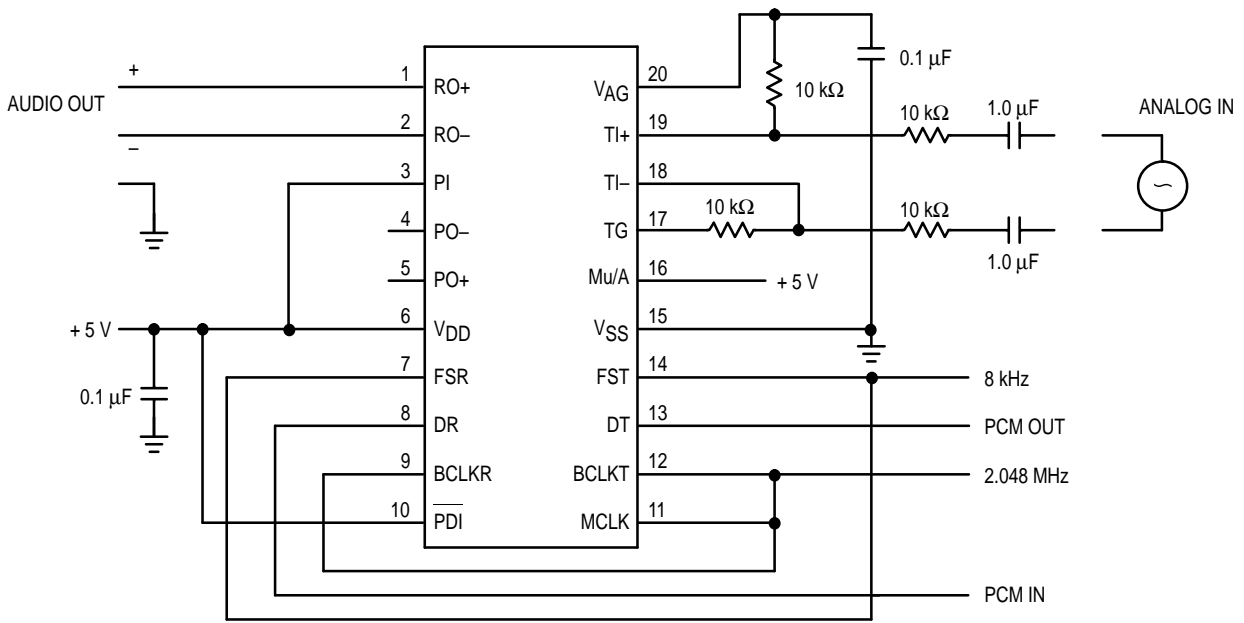 AUDIO OUT
+
–
+ 5 V
0.1 μF
1 RO+
2 RO–
3 PI
4 PO–
5 PO+
6 VDD
7 FSR
8 DR
9 BCLKR
10 PDI
VAG 20
TI+ 19
TI– 18
TG 17
Mu/A 16
VSS 15
FST 14
DT 13
BCLKT 12
MCLK 11
0.1 μF
10 kΩ
10 kΩ
1.0 μF
ANALOG IN
10 kΩ
10 kΩ
1.0 μF
+ 5 V
8 kHz
PCM OUT
2.048 MHz
PCM IN